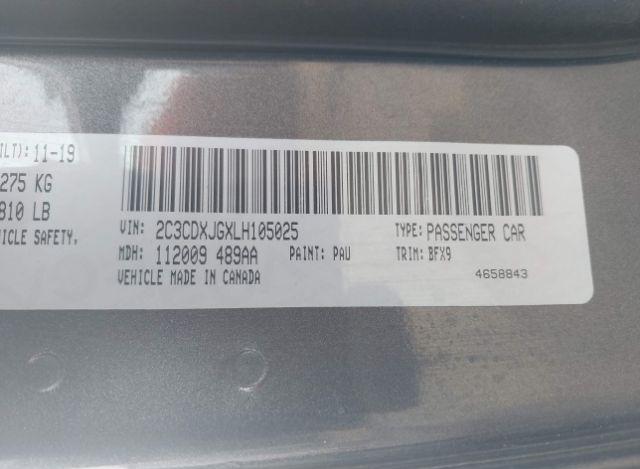 ILT): 11-19
275 KG
810 LB
HICLE SAFETY,
VIN: 2C3CDXJGXLH105025 TYPE: PASSENGER CAR
MDH: 112009 489AA PAINT: PAU TRIM: BFX9
VEHICLE MADE IN CANADA 4658843